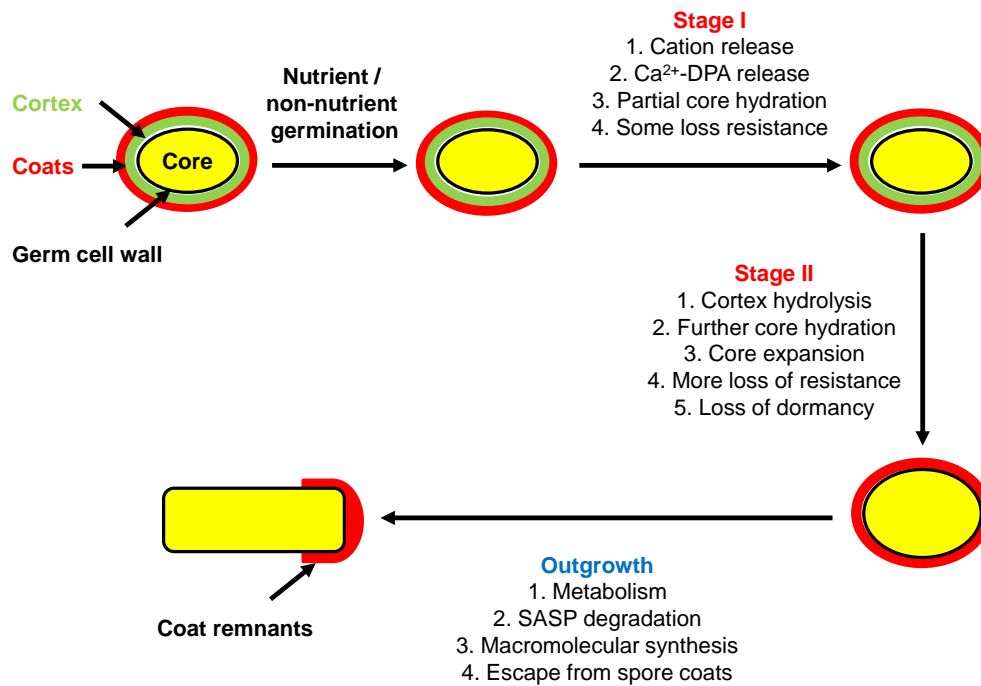 Cortex
Coats
Core
Germ cell wall
Nutrient /
non-nutrient
germination
Stage I
1. Cation release
2. Ca²⁺-DPA release
3. Partial core hydration
4. Some loss resistance
Stage II
1. Cortex hydrolysis
2. Further core hydration
3. Core expansion
4. More loss of resistance
5. Loss of dormancy
Outgrowth
1. Metabolism
2. SASP degradation
3. Macromolecular synthesis
4. Escape from spore coats
Coat remnants